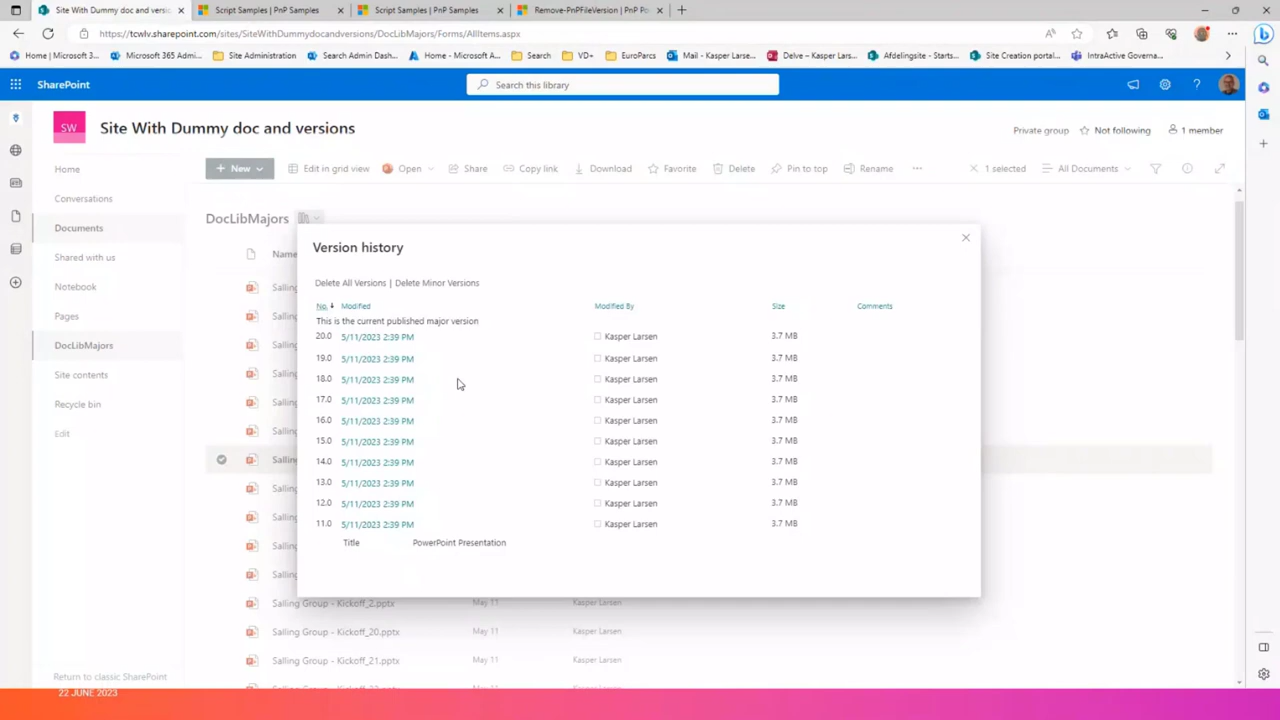 Site With Dummy doc and versions
Script Samples | PnP Samples
Script Samples | PnP Samples
Remove-PnPFileVersion | PnP Po
https://tcwlv.sharepoint.com/sites/SiteWithDummydocandversions/DocLibMajors/Forms/AllItems.aspx
Home | Microsoft 3...
Microsoft 365 Admi...
Site Administration
Search Admin Dash...
Home - Microsoft A...
Search
VD+
EuroParcs
Mail - Kasper Larse...
Delve – Kasper Lars...
Afdelingsite - Starts...
Site Creation portal...
IntraActive Governa...
SharePoint
Search this library
?
SW
Site With Dummy doc and versions
Private group
Not following
1 member
Home
Conversations
Documents
Shared with us
Notebook
Pages
DocLibMajors
Site contents
Recycle bin
Edit
Return to classic SharePoint
New
Edit in grid view
Open
Share
Copy link
Download
Favorite
Delete
Pin to top
Rename
1 selected
All Documents
DocLibMajors
Name
Salling
Salling
Salling
Salling
Salling
Salling
Salling
Salling
Salling
Salling
Salling
Version history
Delete All Versions | Delete Minor Versions
No. Modified Modified By Size Comments
This is the current published major version
20.0 5/11/2023 2:39 PM Kasper Larsen 3.7 MB
19.0 5/11/2023 2:39 PM Kasper Larsen 3.7 MB
18.0 5/11/2023 2:39 PM Kasper Larsen 3.7 MB
17.0 5/11/2023 2:39 PM Kasper Larsen 3.7 MB
16.0 5/11/2023 2:39 PM Kasper Larsen 3.7 MB
15.0 5/11/2023 2:39 PM Kasper Larsen 3.7 MB
14.0 5/11/2023 2:39 PM Kasper Larsen 3.7 MB
13.0 5/11/2023 2:39 PM Kasper Larsen 3.7 MB
12.0 5/11/2023 2:39 PM Kasper Larsen 3.7 MB
11.0 5/11/2023 2:39 PM Kasper Larsen 3.7 MB
Title PowerPoint Presentation
Salling Group - Kickoff_2.pptx May 11 Kasper Larsen
Salling Group - Kickoff_20.pptx May 11 Kasper Larsen
Salling Group - Kickoff_21.pptx May 11 Kasper Larsen
22 JUNE 2023